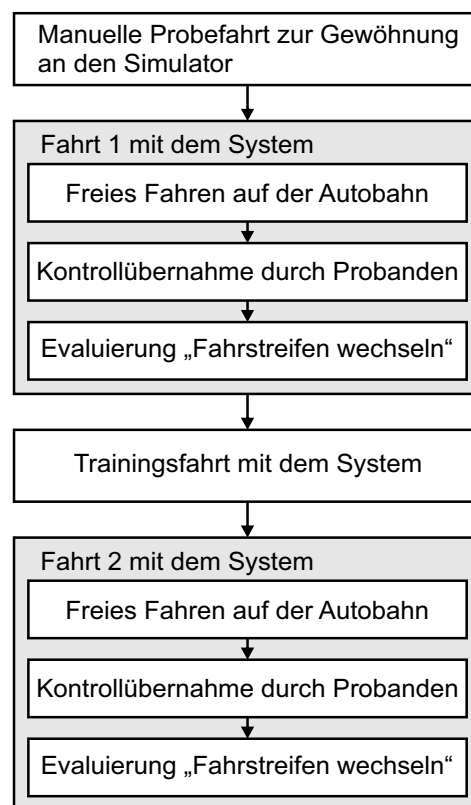 Manuelle Probefahrt zur Gewöhnung
an den Simulator
Fahrt 1 mit dem System
Freies Fahren auf der Autobahn
Kontrollübernahme durch Probanden
Evaluierung „Fahrstreifen wechseln“
Trainingsfahrt mit dem System
Fahrt 2 mit dem System
Freies Fahren auf der Autobahn
Kontrollübernahme durch Probanden
Evaluierung „Fahrstreifen wechseln“